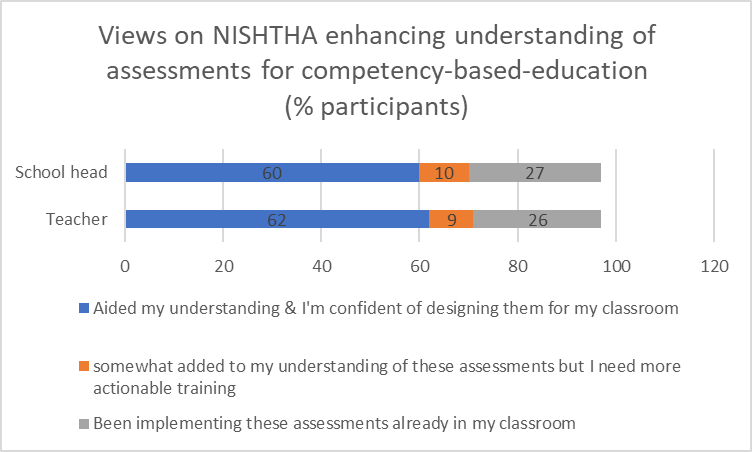 Views on NISHTHA enhancing understanding of
assessments for competency-based-education
(% participants)
School head
60
10
27
Teacher
62
9
26
0
20
40
60
80
100
120
Aided my understanding & I'm confident of designing them for my classroom
somewhat added to my understanding of these assessments but I need more
actionable training
Been implementing these assessments already in my classroom